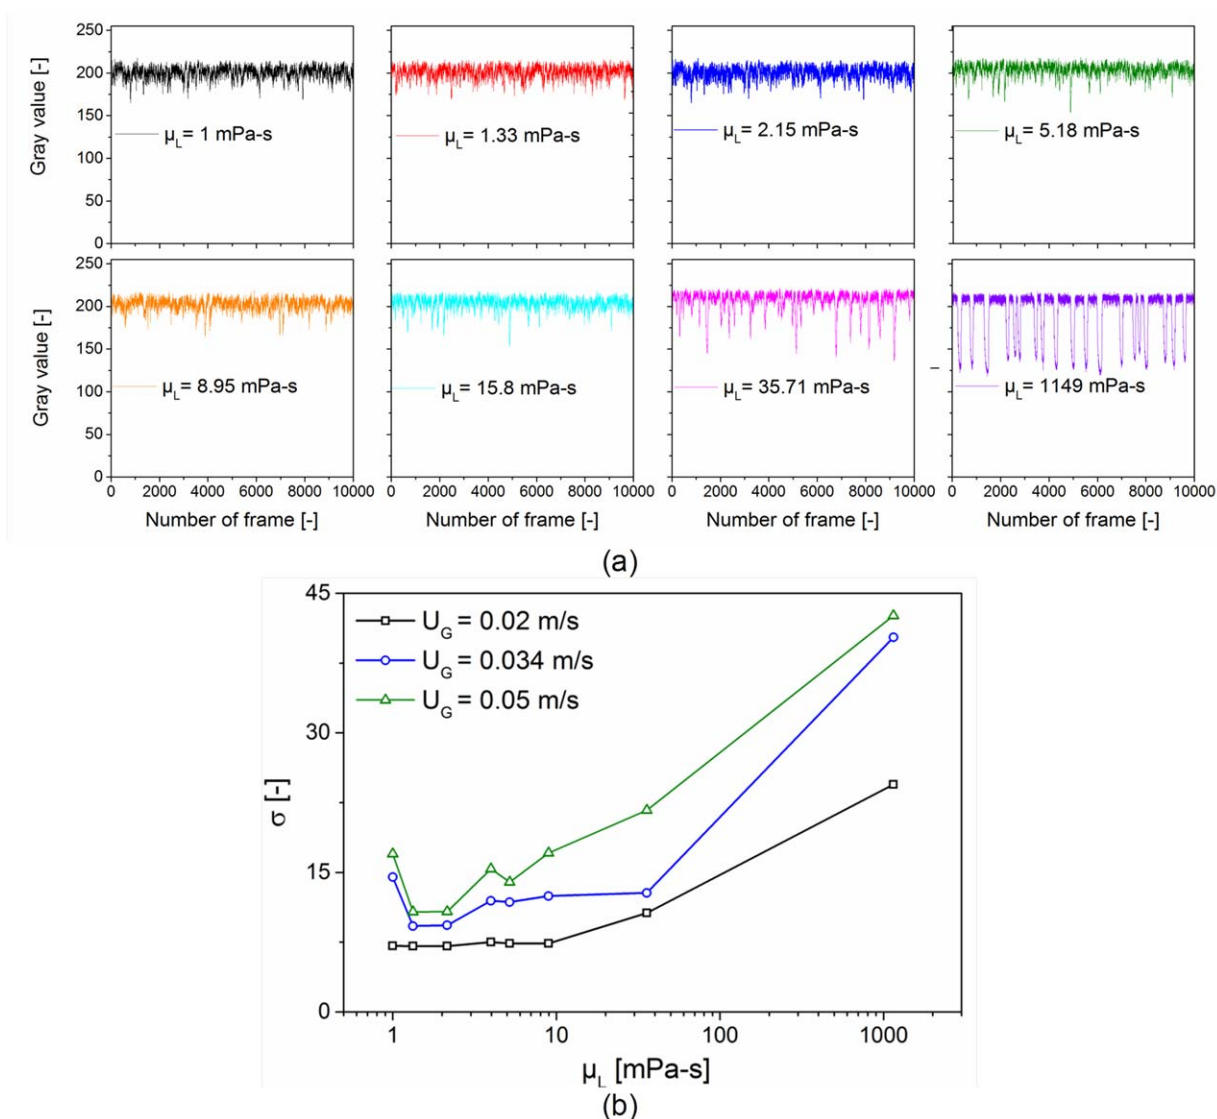 250
200
150
100
50
0
Gray value [-]
μL= 1 mPa-s
μL= 1.33 mPa-s
μL= 2.15 mPa-s
μL= 5.18 mPa-s
250
200
150
100
50
0
Gray value [-]
μL= 8.95 mPa-s
μL= 15.8 mPa-s
μL= 35.71 mPa-s
μL= 1149 mPa-s
0 2000 4000 6000 8000 10000
0 2000 4000 6000 8000 10000
0 2000 4000 6000 8000 10000
0 2000 4000 6000 8000 10000
Number of frame [-]
Number of frame [-]
Number of frame [-]
Number of frame [-]
(a)
45
30
15
0
σ [-]
UG = 0.02 m/s
UG = 0.034 m/s
UG = 0.05 m/s
1 10 100 1000
μL [mPa-s]
(b)